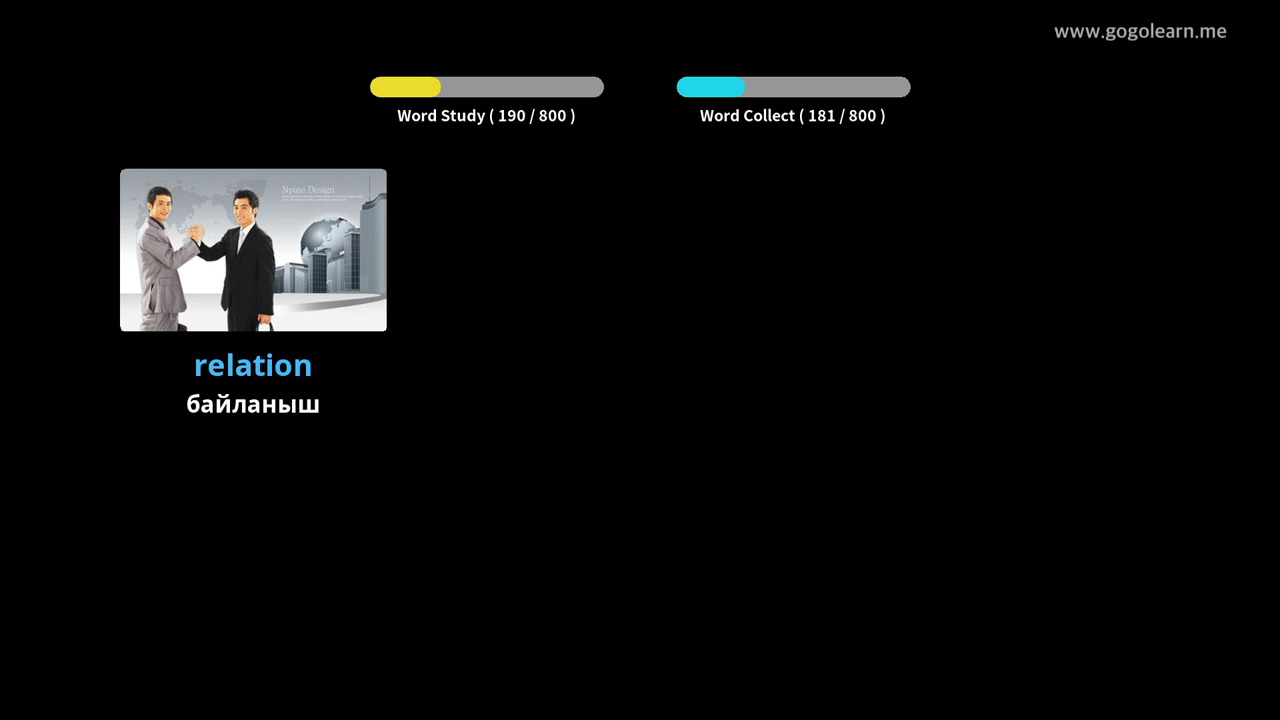 www.gogolearn.me
Word Study ( 190 / 800 )
Word Collect ( 181 / 800 )
Npine Design
relation
байланыш